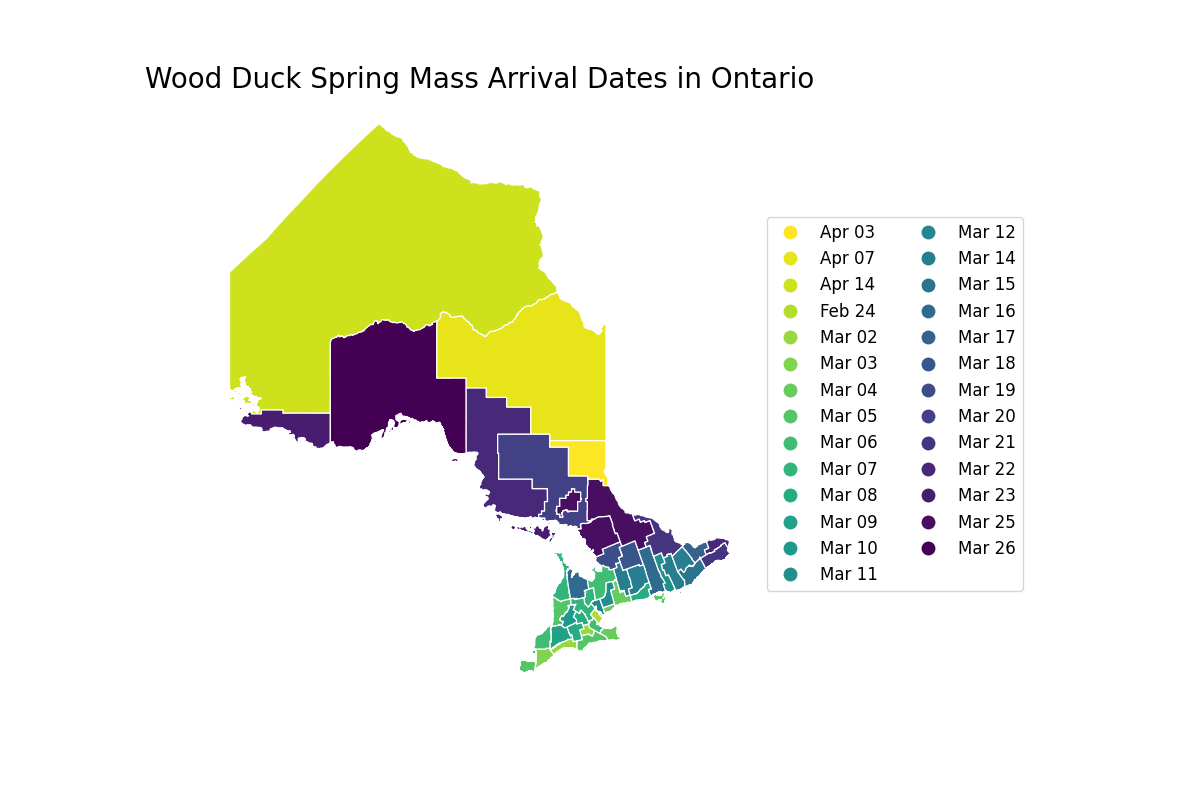 Wood Duck Spring Mass Arrival Dates in Ontario
Apr 03
Apr 07
Apr 14
Feb 24
Mar 02
Mar 03
Mar 04
Mar 05
Mar 06
Mar 07
Mar 08
Mar 09
Mar 10
Mar 11
Mar 12
Mar 14
Mar 15
Mar 16
Mar 17
Mar 18
Mar 19
Mar 20
Mar 21
Mar 22
Mar 23
Mar 25
Mar 26